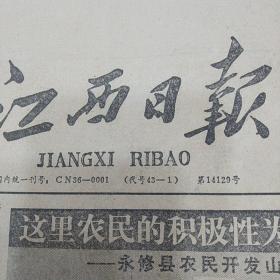 江西日報
JIANGXI RIBAO
国内统一刊号：CN36—0001 （代号43—1） 第14129号
这里农民的积极性为
——永修县农民开发山